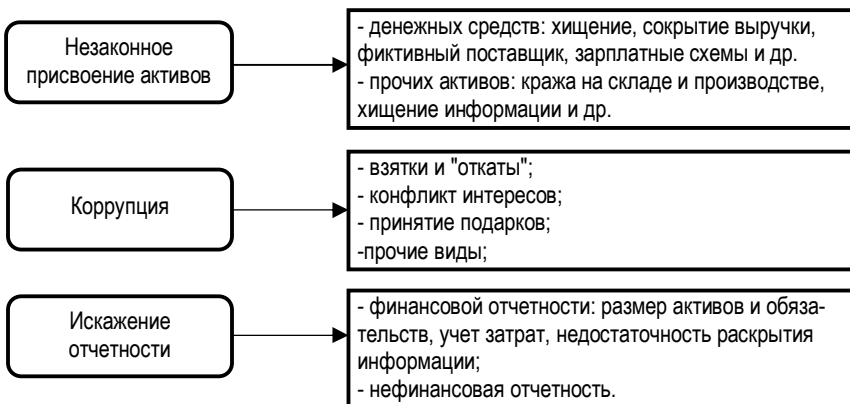 Незаконное
присвоение активов
- денежных средств: хищение, сокрытие выручки,
фиктивный поставщик, зарплатные схемы и др.
- прочих активов: кража на складе и производстве,
хищение информации и др.
Коррупция
- взятки и "откаты";
- конфликт интересов;
- принятие подарков;
-прочие виды;
Искажение
отчетности
- финансовой отчетности: размер активов и обяза-
тельств, учет затрат, недостаточность раскрытия
информации;
- нефинансовая отчетность.